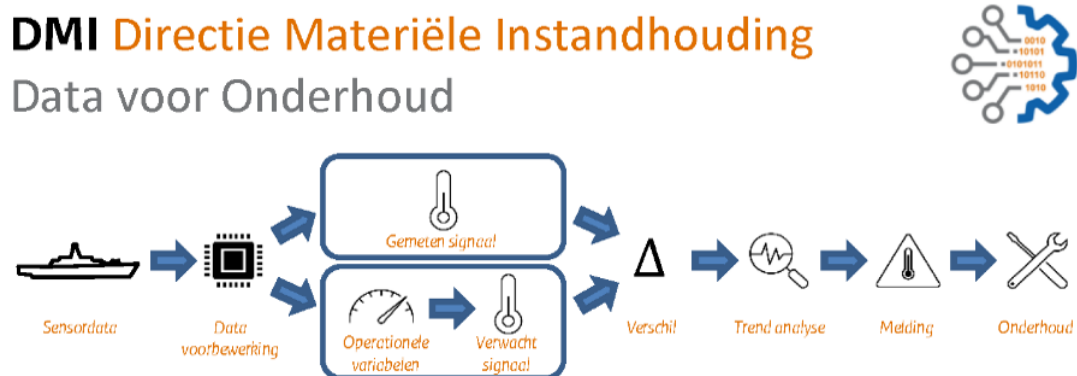 DMI Directie Materiële Instandhouding
Data voor Onderhoud
0010
10101
0101011
10110
1010
Gemeten signaal
Sensordata
Data
voorbewerking
Operationele
variabelen
Verwacht
signaal
Δ
Verschil
Trend analyse
Melding
Onderhoud